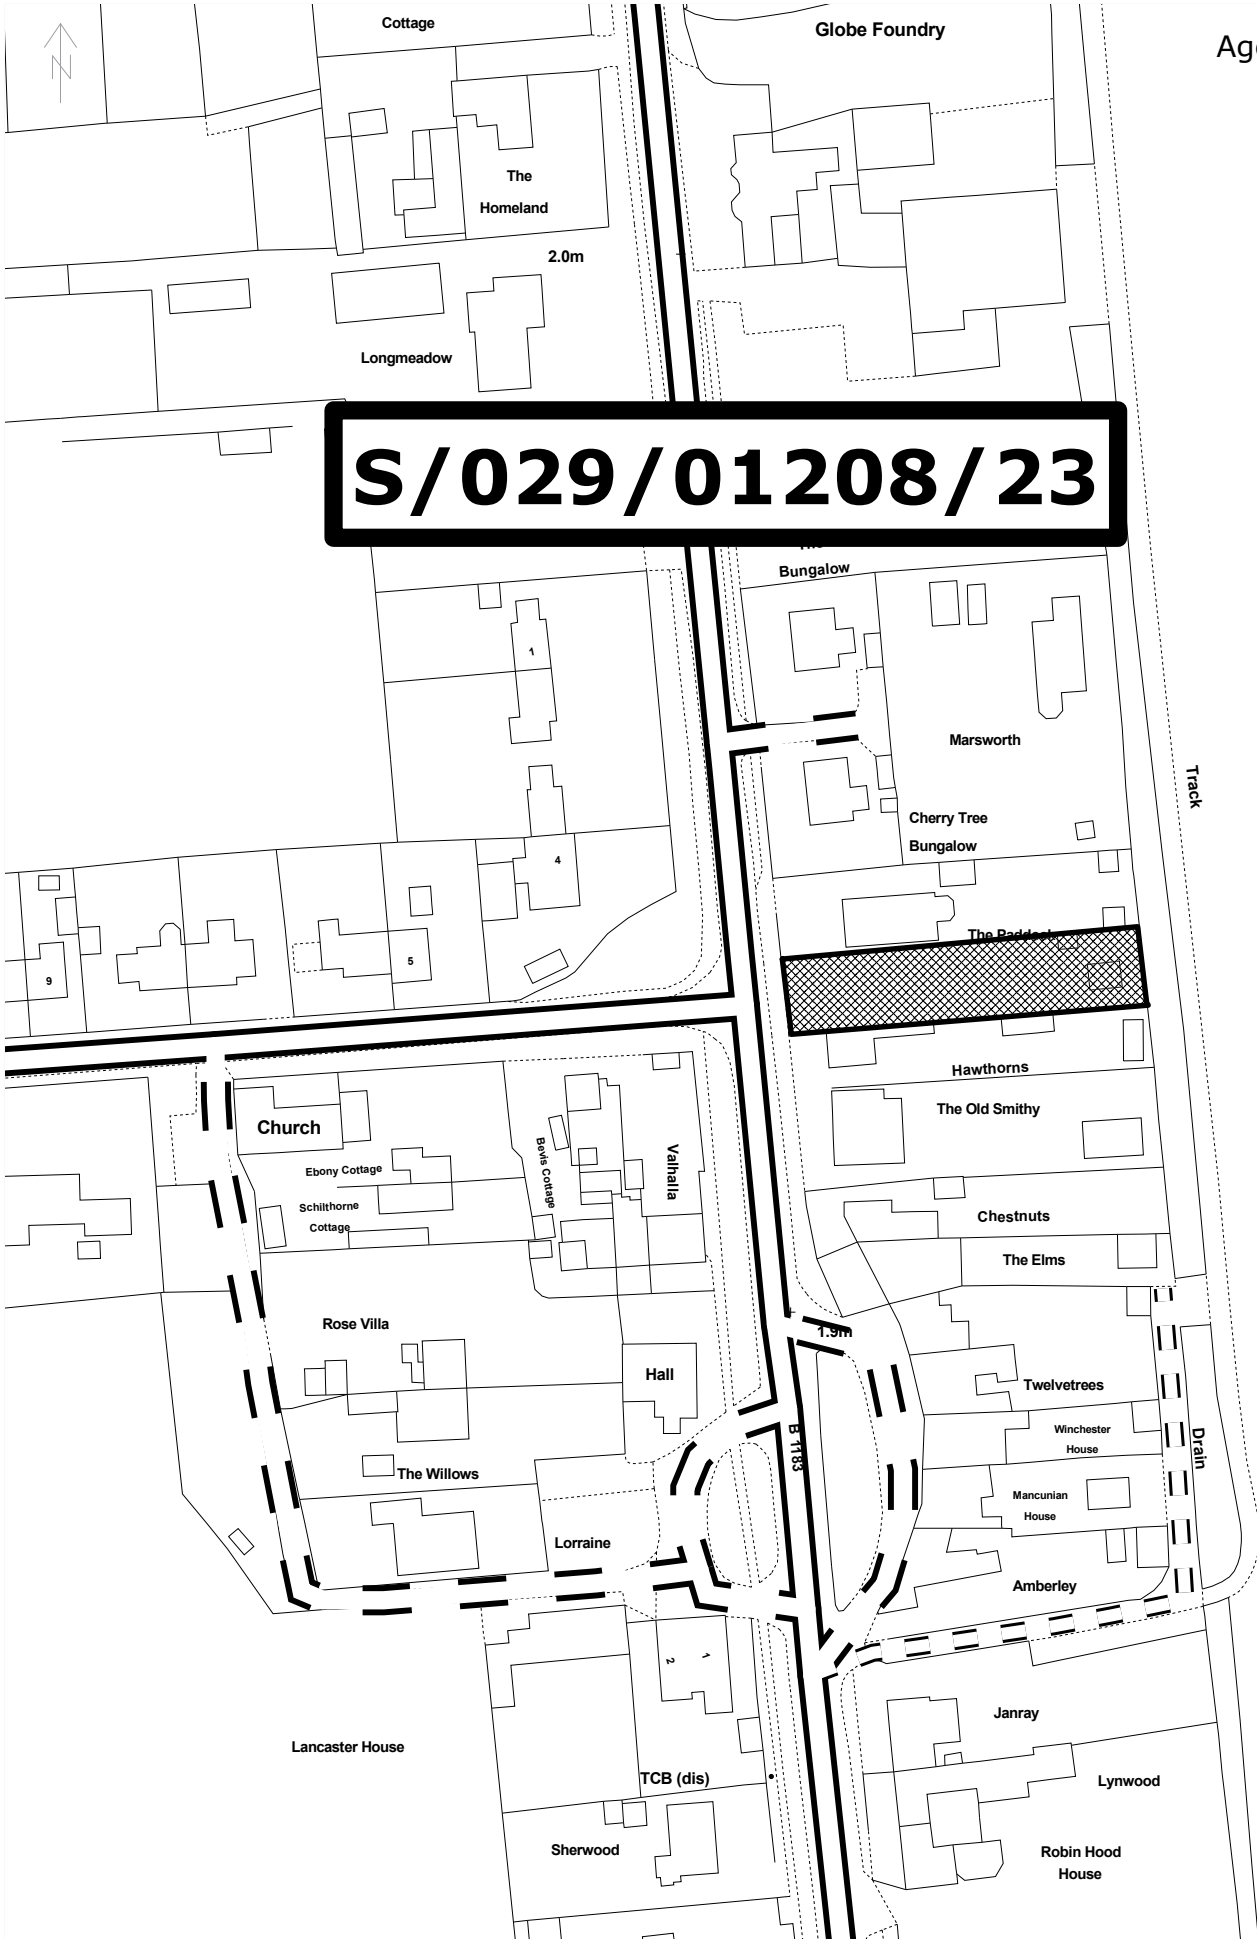 Cottage
Globe Foundry
N
The
Homeland
2.0m
Longmeadow
S/029/01208/23
Bungalow
1
Marsworth
Track
Cherry Tree
Bungalow
4
The Paddock
5
9
Hawthorns
The Old Smithy
Church
Ebony Cottage
Bevis Cottage
Valhalla
Schilthorne
Cottage
Chestnuts
The Elms
Rose Villa
1.9m
Hall
Twelvetrees
B 1183
Winchester
House
Drain
The Willows
Mancunian
House
Lorraine
Amberley
2
1
Janray
Lancaster House
TCB (dis)
Lynwood
Sherwood
Robin Hood
House